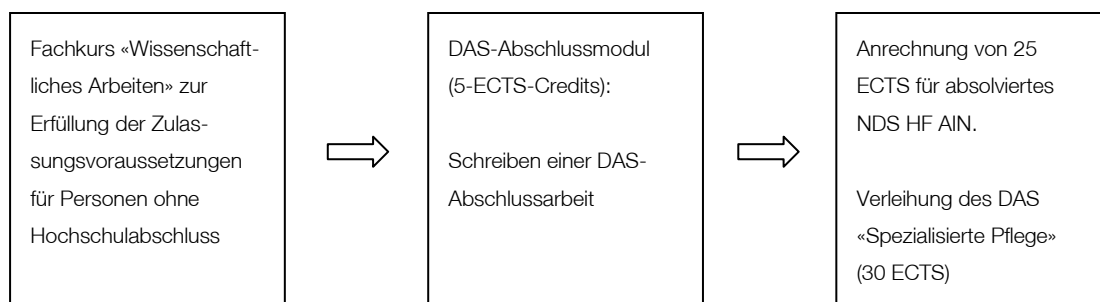 Fachkurs «Wissenschaft-
liches Arbeiten» zur
Erfüllung der Zulas-
sungsvoraussetzungen
für Personen ohne
Hochschulabschluss
DAS-Abschlussmodul
(5-ECTS-Credits):
Schreiben einer DAS-
Abschlussarbeit
Anrechnung von 25
ECTS für absolviertes
NDS HF AIN.
Verleihung des DAS
«Spezialisierte Pflege»
(30 ECTS)